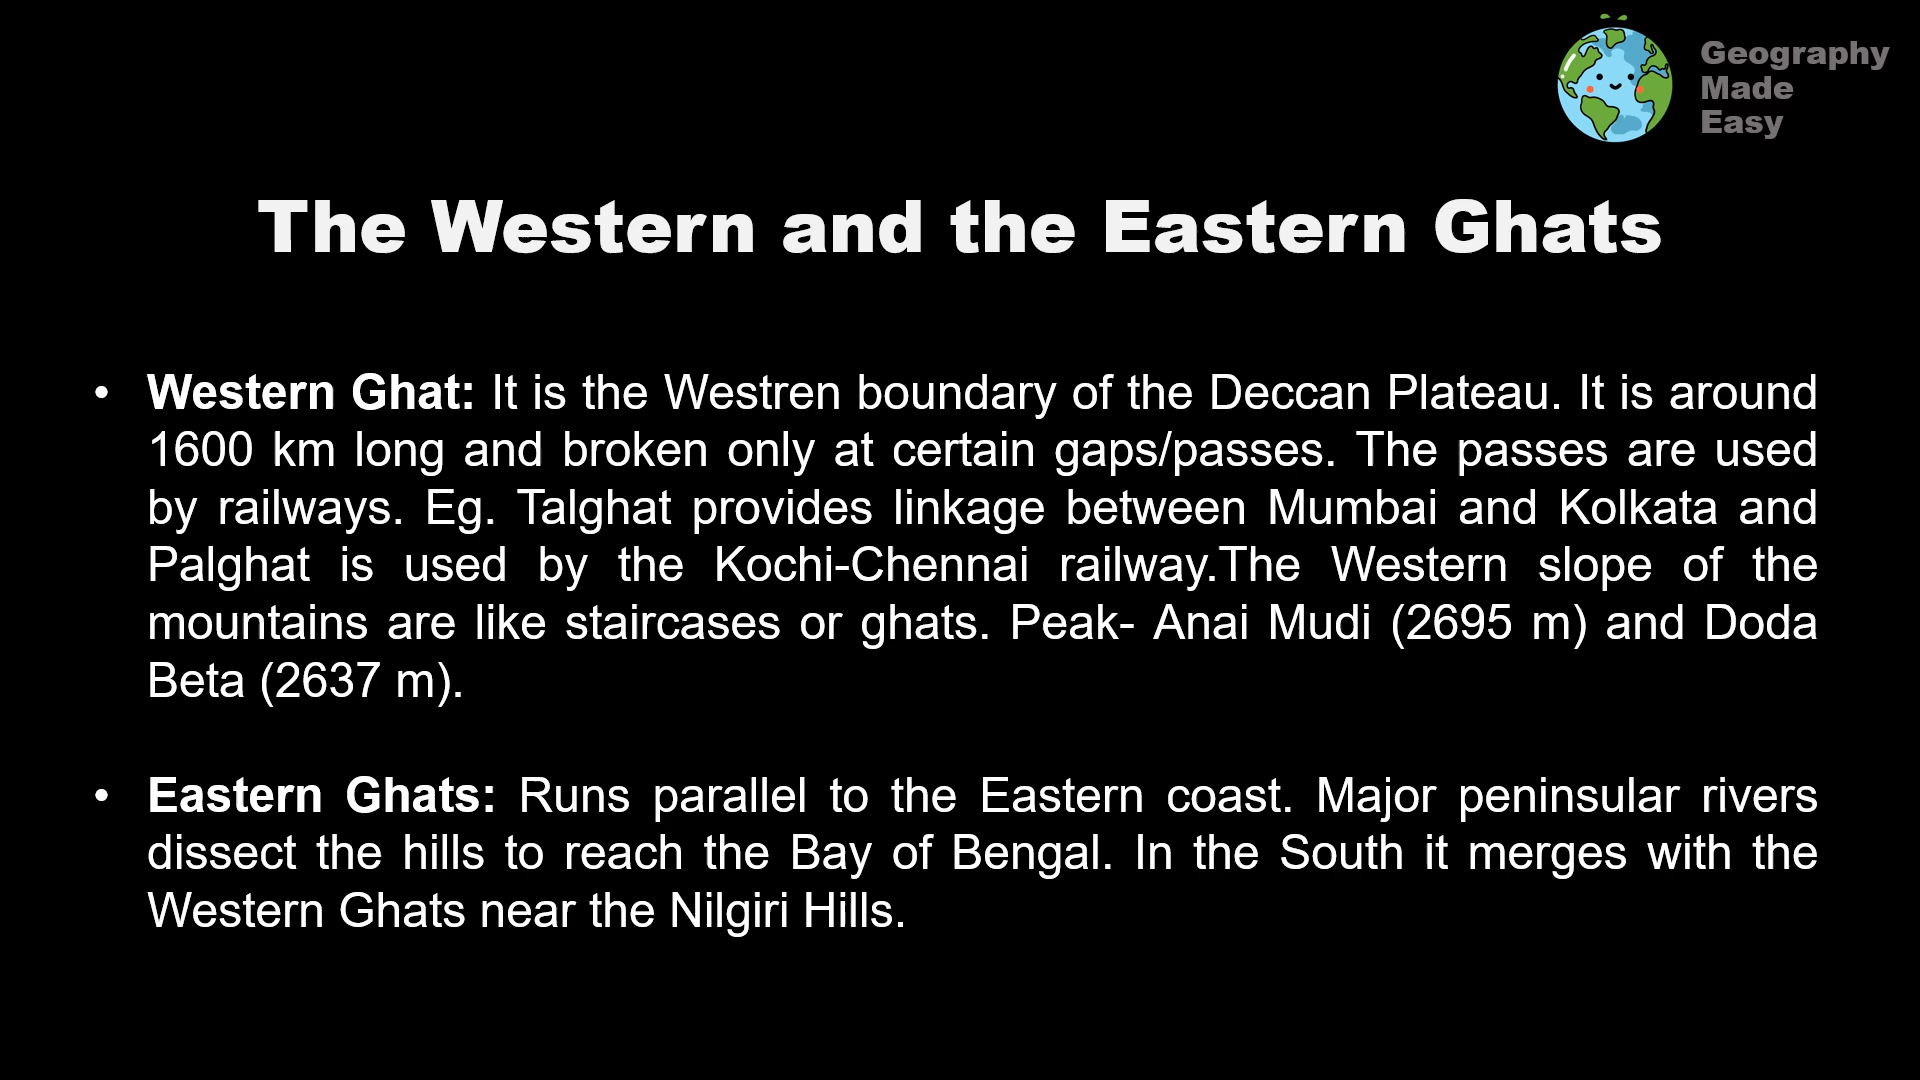 Geography
Made
Easy
The Western and the Eastern Ghats
• Western Ghat: It is the Westren boundary of the Deccan Plateau. It is around
1600 km long and broken only at certain gaps/passes. The passes are used
by railways. Eg. Talghat provides linkage between Mumbai and Kolkata and
Palghat is used by the Kochi-Chennai railway.The Western slope of the
mountains are like staircases or ghats. Peak- Anai Mudi (2695 m) and Doda
Beta (2637 m).
• Eastern Ghats: Runs parallel to the Eastern coast. Major peninsular rivers
dissect the hills to reach the Bay of Bengal. In the South it merges with the
Western Ghats near the Nilgiri Hills.